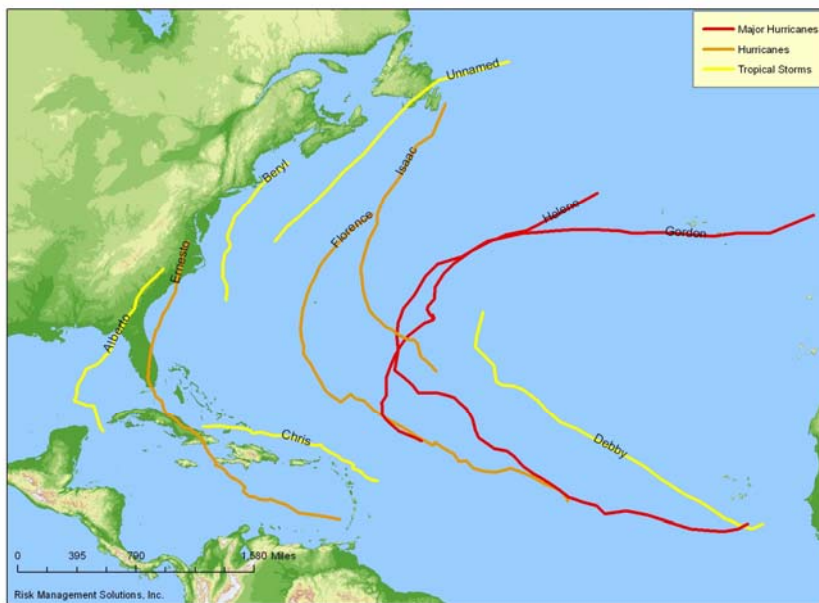 Major Hurricanes
Hurricanes
Tropical Storms
Unnamed
Beryl
Isaac
Helene
Florence
Gordon
Ernesto
Alberto
Chris
Debby
0 395 790 1,580 Miles
Risk Management Solutions, Inc.